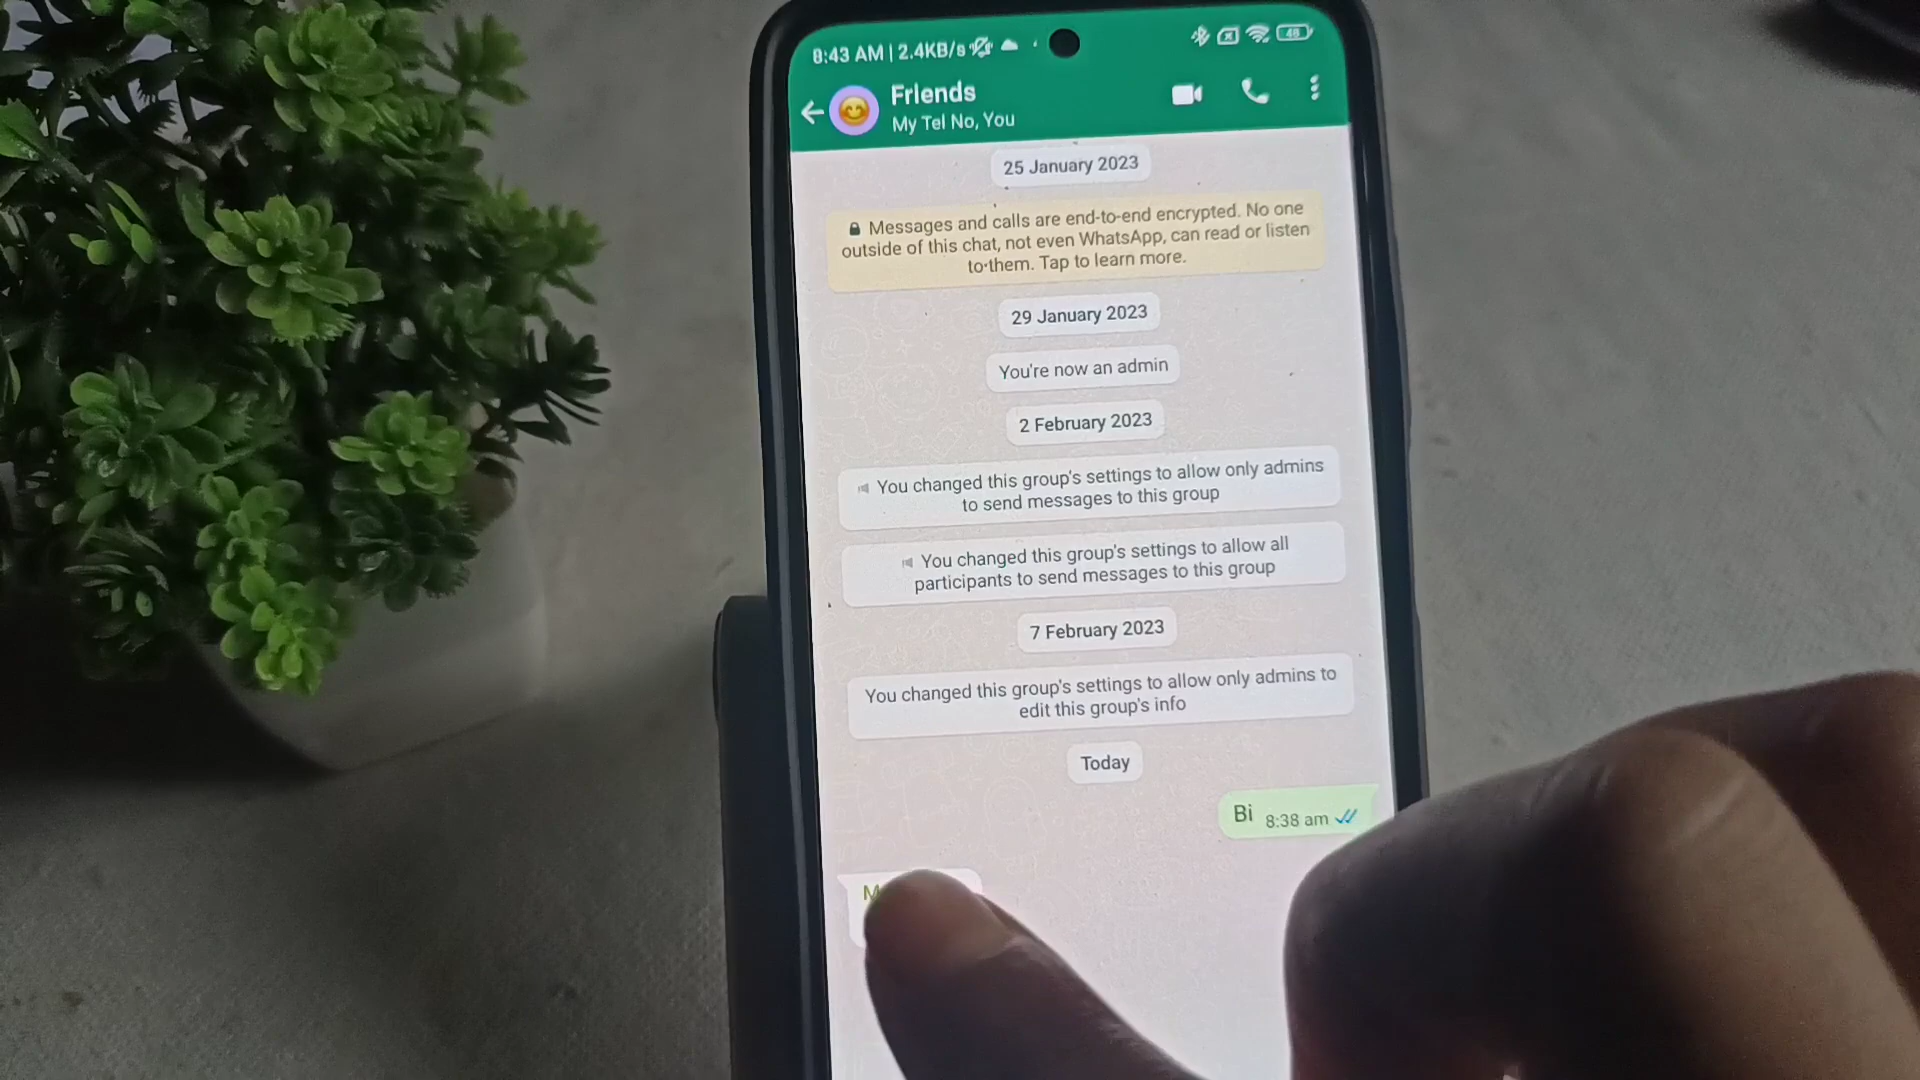 8:43 AM | 2.4KB/s
48
Friends
My Tel No, You
25 January 2023
Messages and calls are end-to-end encrypted. No one
outside of this chat, not even WhatsApp, can read or listen
to them. Tap to learn more.
29 January 2023
You're now an admin
2 February 2023
You changed this group's settings to allow only admins
to send messages to this group
You changed this group's settings to allow all
participants to send messages to this group
7 February 2023
You changed this group's settings to allow only admins to
edit this group's info
Today
Bi 8:38 am